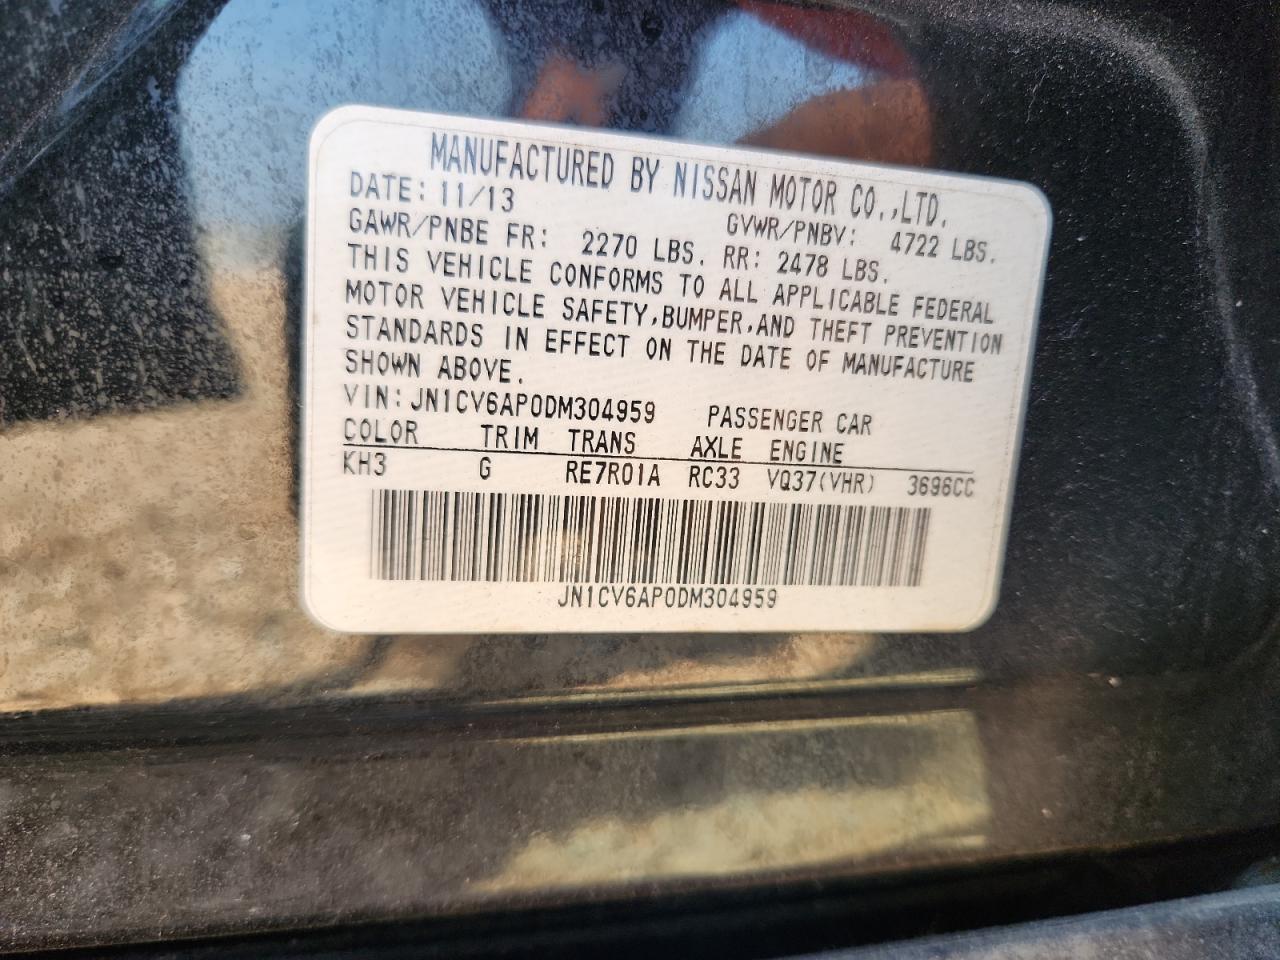 MANUFACTURED BY NISSAN MOTOR CO.,LTD.
DATE: 11/13 GVWR/PNBV: 4722 LBS.
GAWR/PNBE FR: 2270 LBS. RR: 2478 LBS.
THIS VEHICLE CONFORMS TO ALL APPLICABLE FEDERAL
MOTOR VEHICLE SAFETY,BUMPER,AND THEFT PREVENTION
STANDARDS IN EFFECT ON THE DATE OF MANUFACTURE
SHOWN ABOVE.
VIN:JN1CV6AP0DM304959 PASSENGER CAR
COLOR TRIM TRANS AXLE ENGINE
KH3 G RE7R01A RC33 VQ37(VHR) 3696CC
JN1CV6AP0DM304959